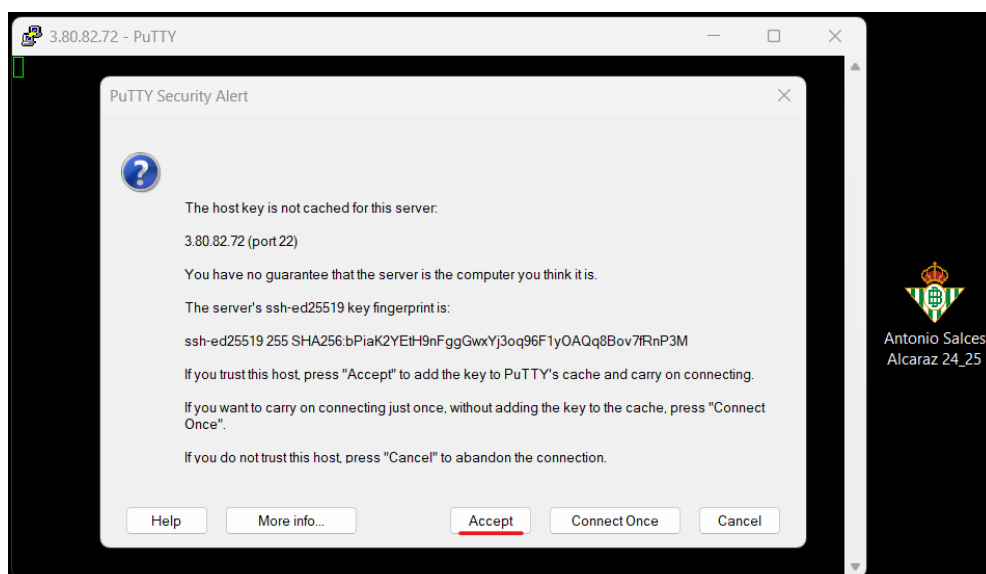 3.80.82.72 - PuTTY
PuTTY Security Alert
The host key is not cached for this server:
3.80.82.72 (port 22)
You have no guarantee that the server is the computer you think it is.
The server's ssh-ed25519 key fingerprint is:
ssh-ed25519 255 SHA256:bPiaK2YEtH9nFggGwxYj3oq96F1yOAQq8Bov7fRnP3M
If you trust this host, press "Accept" to add the key to PuTTY's cache and carry on connecting.
If you want to carry on connecting just once, without adding the key to the cache, press "Connect
Once".
If you do not trust this host, press "Cancel" to abandon the connection.
Help
More info...
Accept
Connect Once
Cancel
Antonio Salces
Alcaraz 24_25